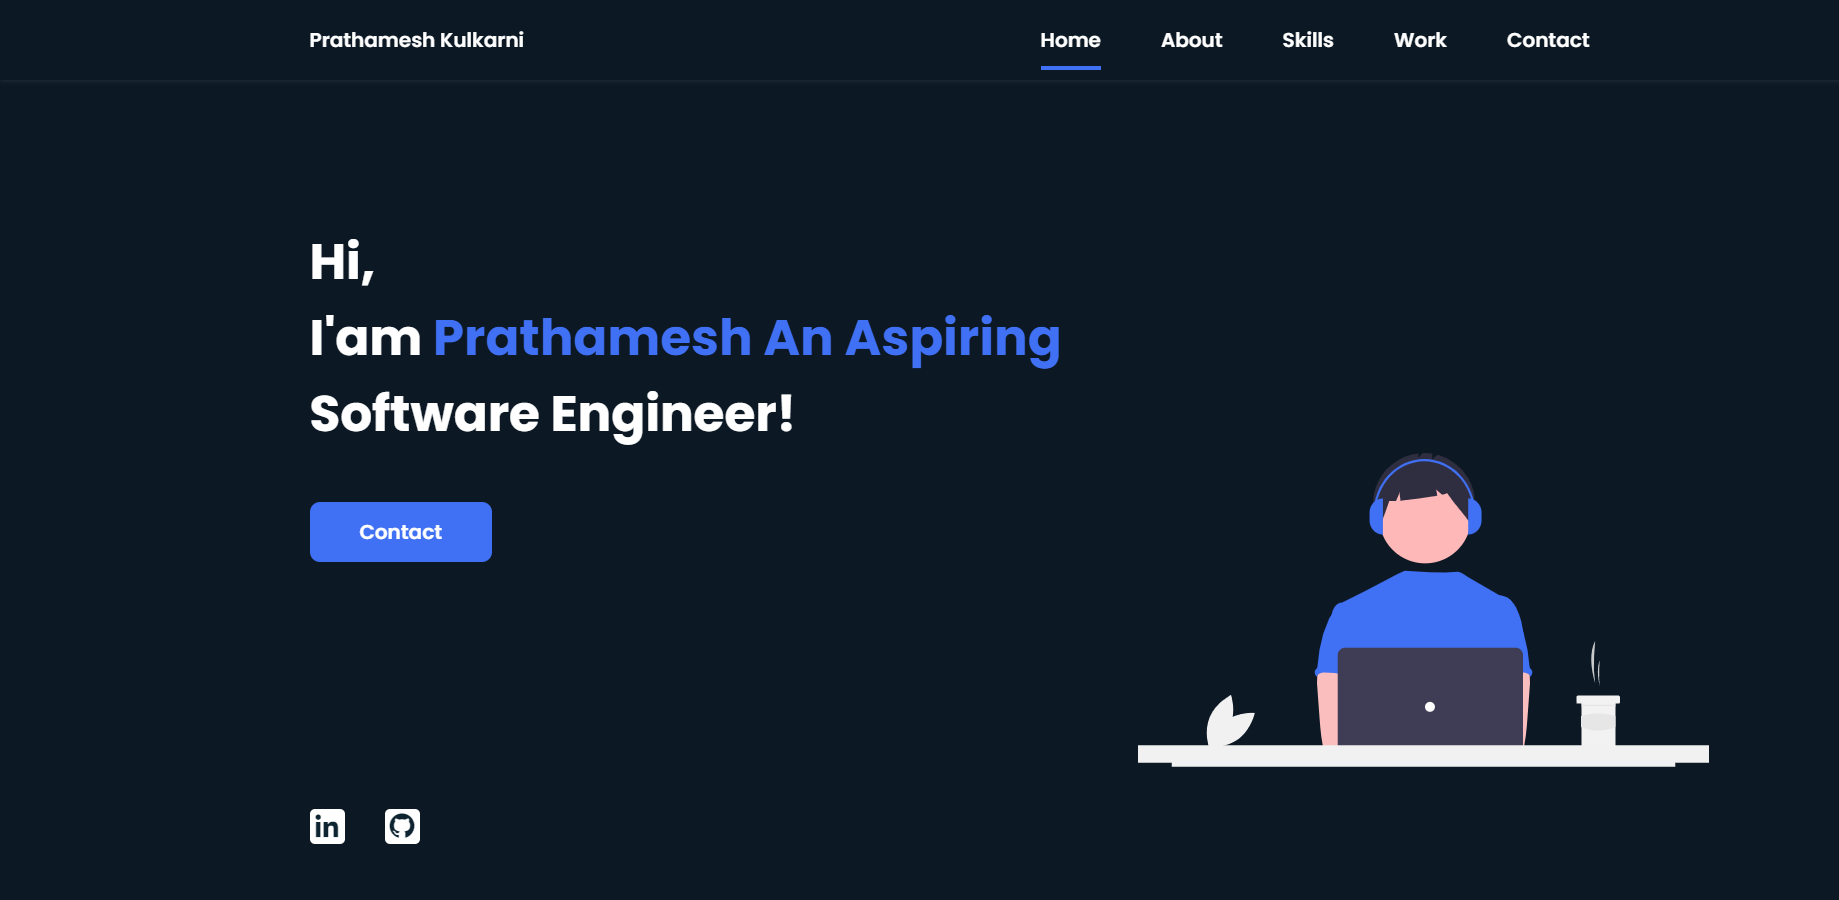 Prathamesh Kulkarni
Home About Skills Work Contact
Hi,
I'am Prathamesh An Aspiring
Software Engineer!
Contact
in